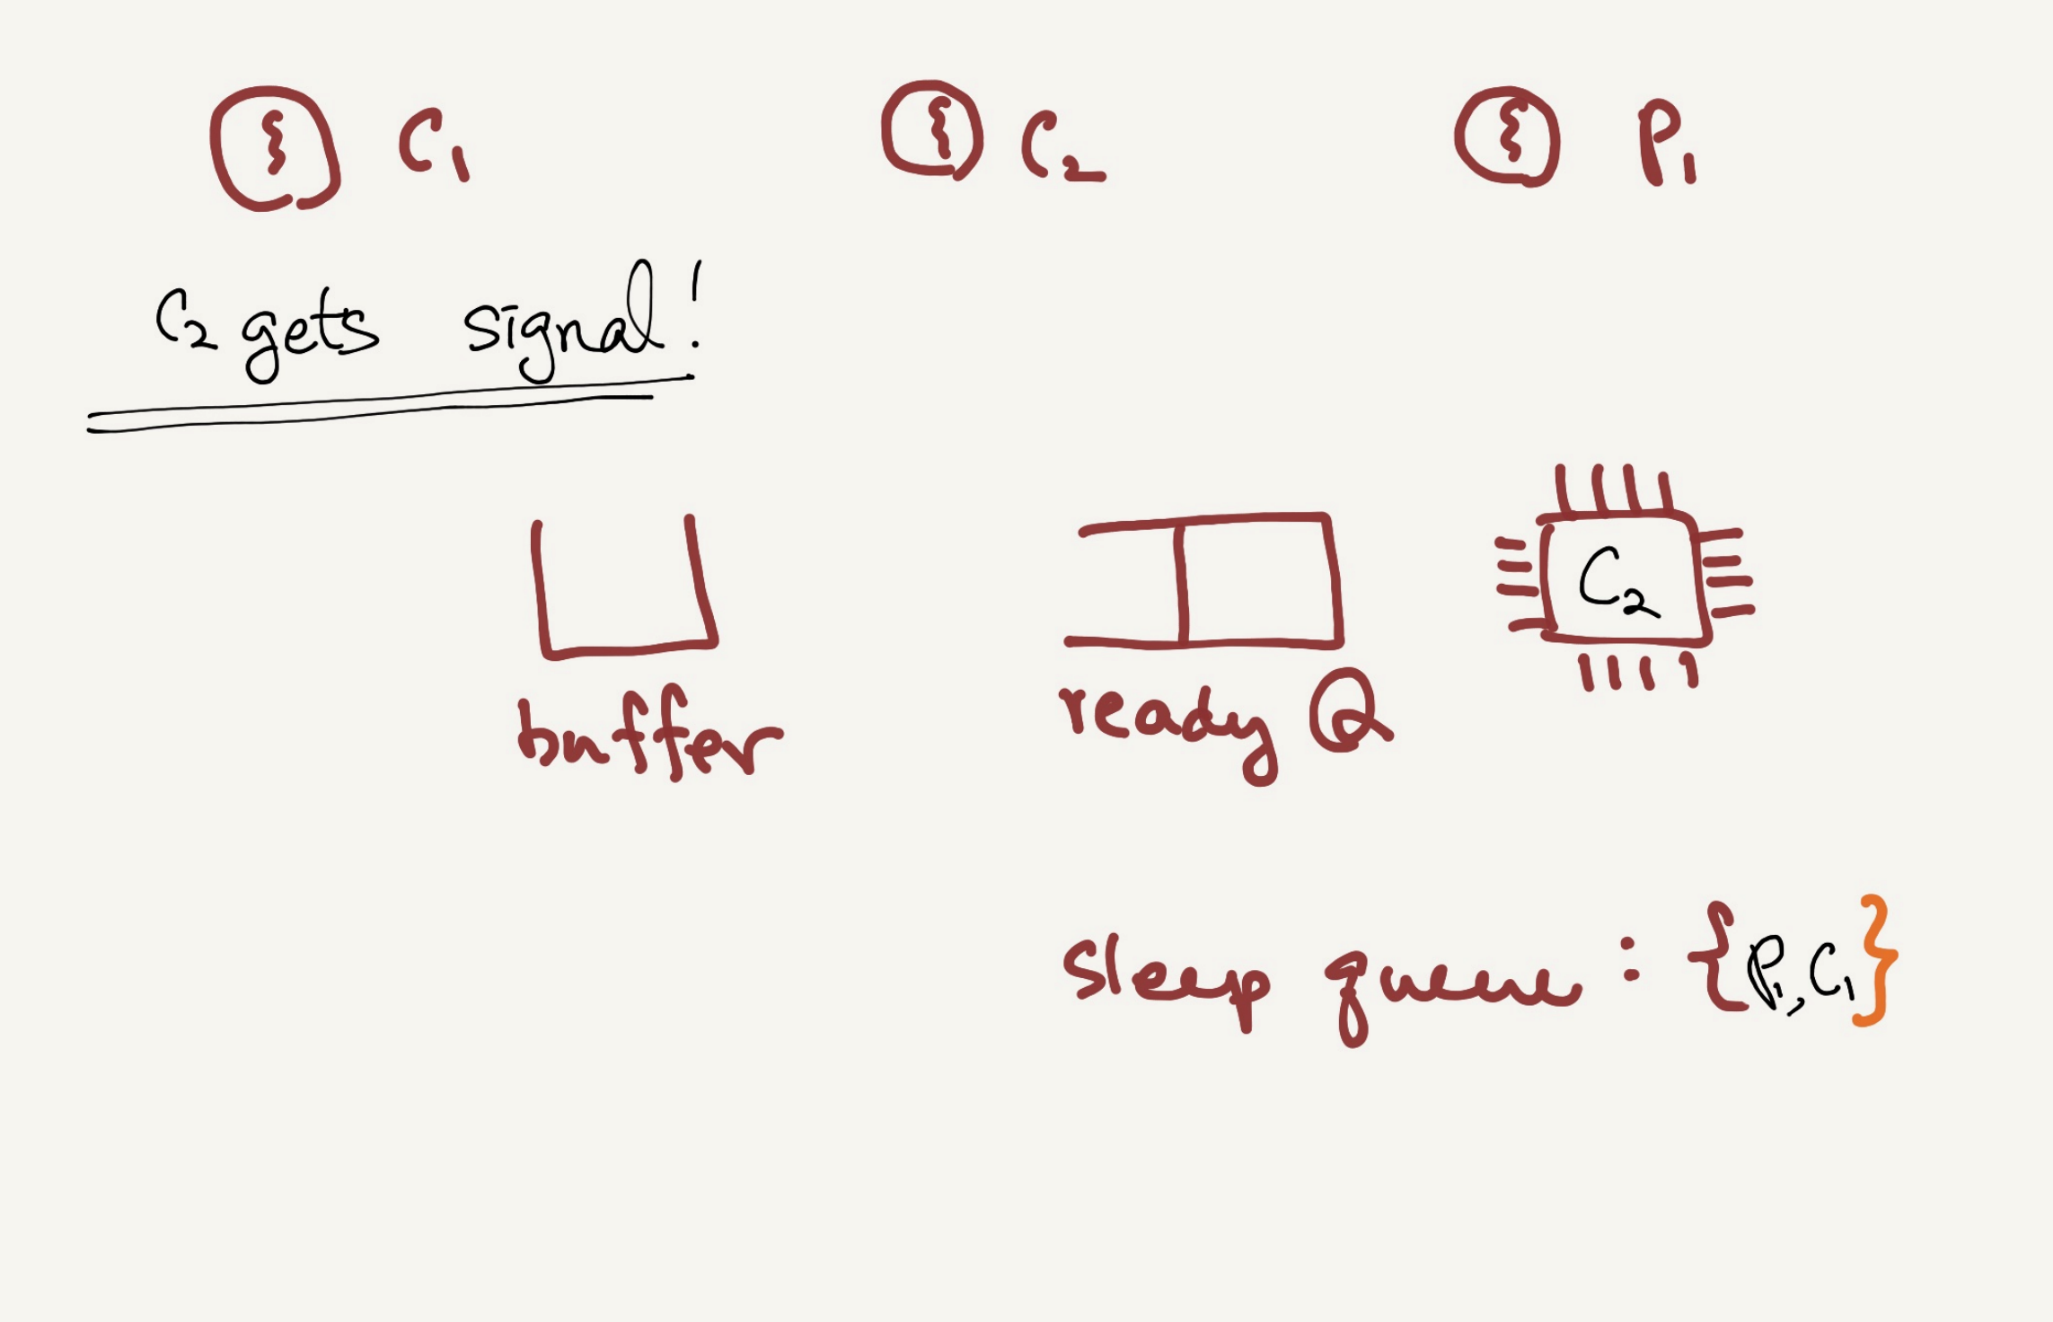 C₁ C₂ P₁
C₂ gets signal!
C₂
buffer ready Q
sleep queue : {P₁, C₁}